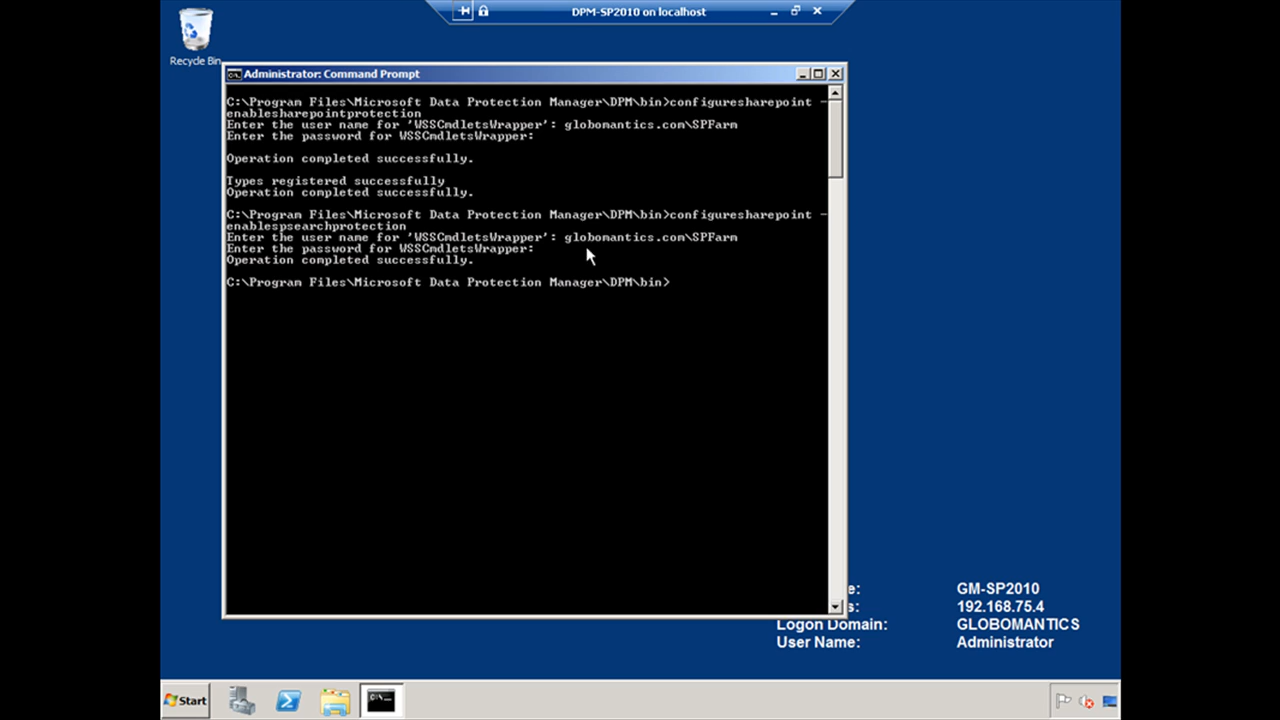 DPM-SP2010 on localhost
Recycle Bin
Administrator: Command Prompt
C:\Program Files\Microsoft Data Protection Manager\DPM\bin>configuresharepoint -
enablesharepointprotection
Enter the user name for 'WSSCmdletsWrapper': globomantics.com\SPFarm
Enter the password for WSSCmdletsWrapper:
Operation completed successfully.
Types registered successfully
Operation completed successfully.
C:\Program Files\Microsoft Data Protection Manager\DPM\bin>configuresharepoint -
enablespsearchprotection
Enter the user name for 'WSSCmdletsWrapper': globomantics.com\SPFarm
Enter the password for WSSCmdletsWrapper:
Operation completed successfully.
C:\Program Files\Microsoft Data Protection Manager\DPM\bin>
e: GM-SP2010
s: 192.168.75.4
Logon Domain: GLOBOMANTICS
User Name: Administrator
Start